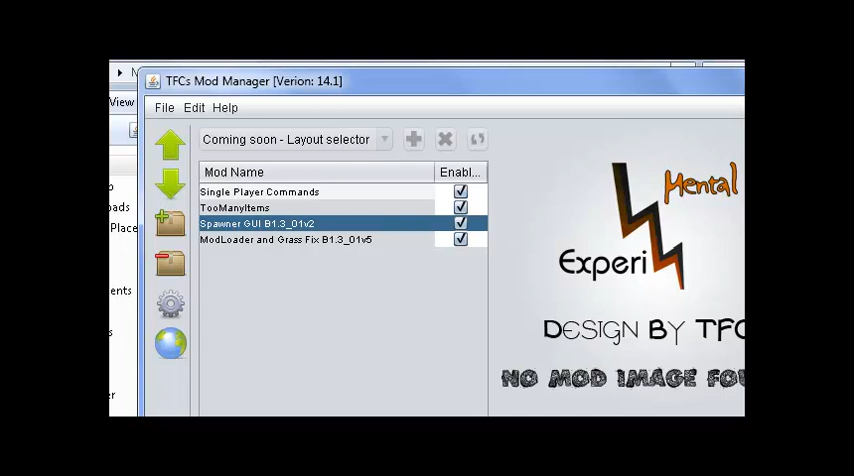 TFCs Mod Manager [Verion: 14.1]
View
File Edit Help
Coming soon - Layout selector
Mod Name Enabl...
Single Player Commands
TooManyItems
Spawner GUI B1.3_01v2
ModLoader and Grass Fix B1.3_01v5
Mental
Experi
DESIGN BY TFC
NO MOD IMAGE FOU
oads
Place
ents